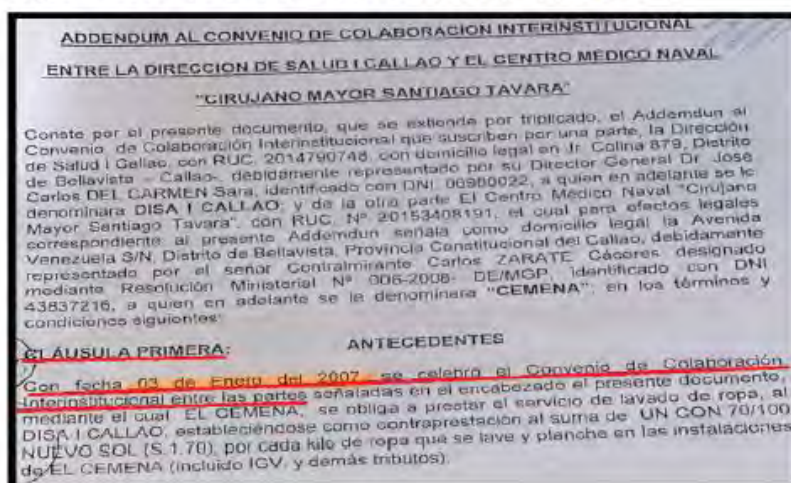 ADDENDUM AL CONVENIO DE COLABORACION INTERINSTITUCIONAL
ENTRE LA DIRECCION DE SALUD I CALLAO Y EL CENTRO MEDICO NAVAL
"CIRUJANO MAYOR SANTIAGO TAVARA"
Conste por el presente documento, que se extiende por triplicado, el Addemdun al
Convenio de Colaboración Interinstitucional que suscriben por una parte, la Dirección
de Salud I Callao, con RUC. 2014790748, con domicilio legal en Jr. Colina 879, Distrito
de Bellavista – Callao-, debidamente representado por su Director General Dr. José
Carlos DEL CARMEN Sara, identificado con DNI. 06980022, a quien en adelante se le
denominara DISA I CALLAO; y de la otra parte El Centro Médico Naval "Cirujano
Mayor Santiago Tavara", con RUC. Nº 20153408191, el cual para efectos legales
correspondiente al presente Addemdun señala como domicilio legal la Avenida
Venezuela S/N, Distrito de Bellavista, Provincia Constitucional del Callao, debidamente
representado por el señor Contralmirante Carlos ZARATE Cáceres designado
mediante Resolución Ministerial Nº 006-2008- DE/MGP, identificado con DNI
43837216, a quien en adelante se le denominara "CEMENA"; en los términos y
condiciones siguientes:
CLÁUSULA PRIMERA: ANTECEDENTES
Con fecha 03 de Enero del 2007, se celebró el Convenio de Colaboración
Interinstitucional entre las partes señaladas en el encabezado el presente documento,
mediante el cual EL CEMENA, se obliga a prestar el servicio de lavado de ropa, al
DISA I CALLAO, estableciéndose como contraprestación al suma de UN CON 70/100
NUEVO SOL (S.1.70), por cada kilo de ropa que se lave y planche en las instalaciones
de EL CEMENA (incluido IGV. y demás tributos).